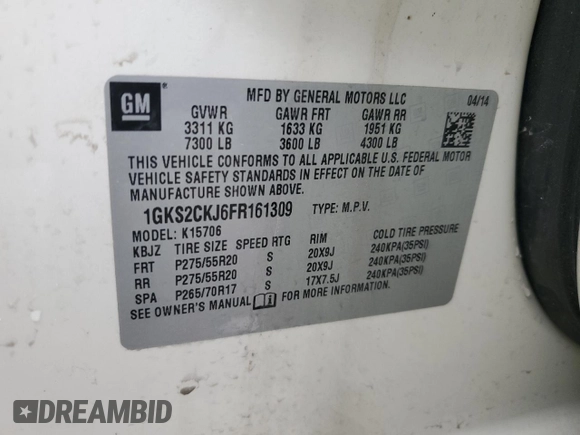 GM
MFD BY GENERAL MOTORS LLC 04/14
GVWR GAWR FRT GAWR RR
3311 KG 1633 KG 1951 KG
7300 LB 3600 LB 4300 LB
THIS VEHICLE CONFORMS TO ALL APPLICABLE U.S. FEDERAL MOTOR
VEHICLE SAFETY STANDARDS IN EFFECT ON THE DATE OF
MANUFACTURE SHOWN ABOVE.
1GKS2CKJ6FR161309 TYPE: M.P.V.
MODEL: K15706
KBJZ TIRE SIZE SPEED RTG RIM COLD TIRE PRESSURE
FRT P275/55R20 S 20X9J 240KPA(35PSI)
RR P275/55R20 S 20X9J 240KPA(35PSI)
SPA P265/70R17 S 17X7.5J 240KPA(35PSI)
SEE OWNER'S MANUAL FOR MORE INFORMATION.
DREAMBID